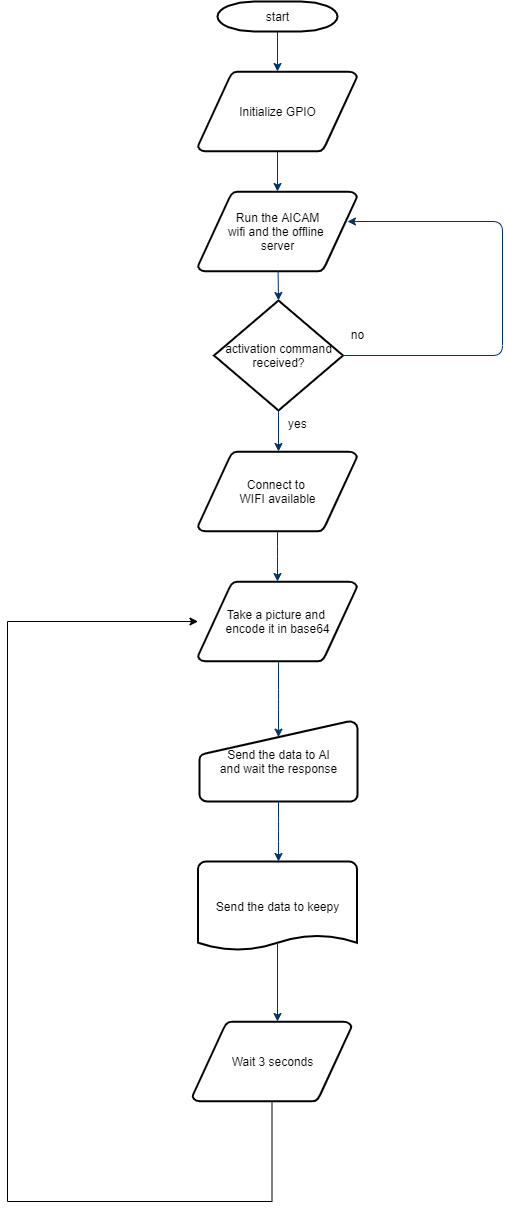 start
Initialize GPIO
Run the AICAM
wifi and the offline
server
activation command
received?
no
yes
Connect to
WIFI available
Take a picture and
encode it in base64
Send the data to AI
and wait the response
Send the data to keepy
Wait 3 seconds